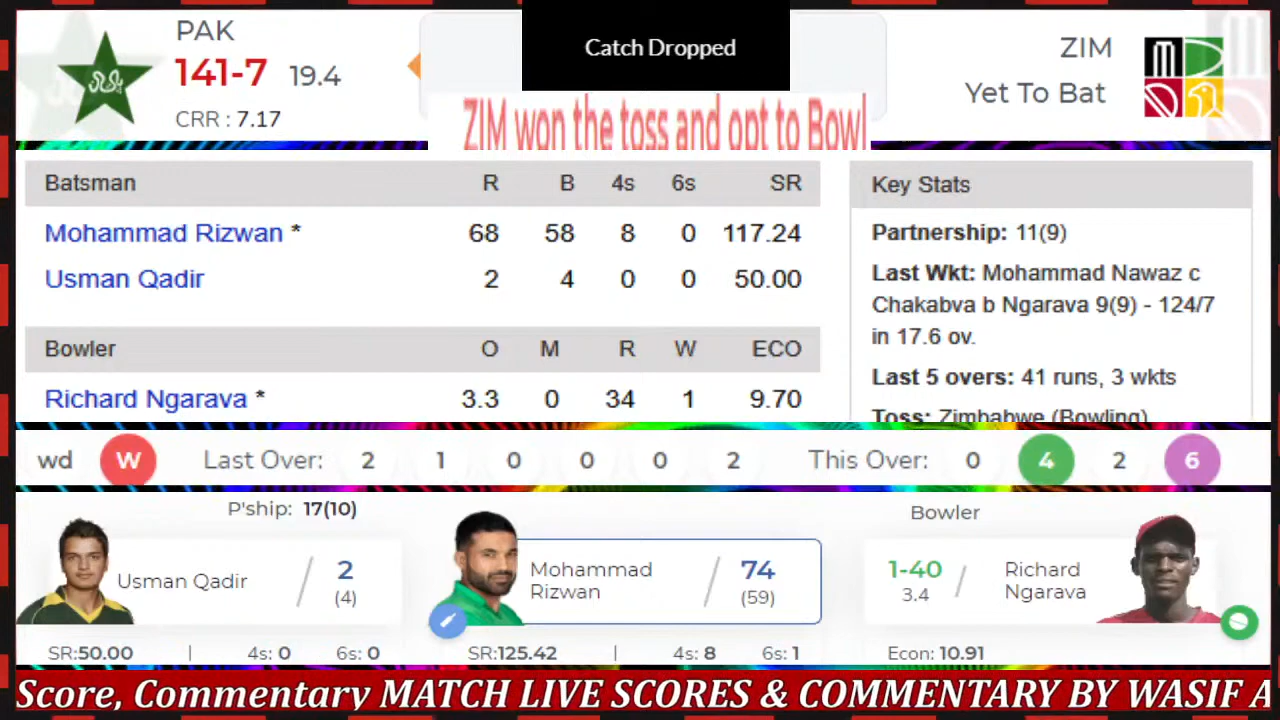 PAK
141-7 19.4
CRR : 7.17
Catch Dropped
ZIM won the toss and opt to Bowl
ZIM
Yet To Bat
Batsman R B 4s 6s SR
Mohammad Rizwan * 68 58 8 0 117.24
Usman Qadir 2 4 0 0 50.00
Bowler O M R W ECO
Richard Ngarava * 3.3 0 34 1 9.70
Key Stats
Partnership: 11(9)
Last Wkt: Mohammad Nawaz c
Chakabva b Ngarava 9(9) - 124/7
in 17.6 ov.
Last 5 overs: 41 runs, 3 wkts
Toss: Zimbabwe (Bowling)
wd W Last Over: 2 1 0 0 0 2 This Over: 0 4 2 6
P'ship: 17(10)
Usman Qadir / 2
(4)
SR:50.00 | 4s: 0 6s: 0
Mohammad
Rizwan / 74
(59)
SR:125.42 | 4s: 8 6s: 1
Bowler
1-40 / Richard
3.4 Ngarava
Econ: 10.91
Score, Commentary MATCH LIVE SCORES & COMMENTARY BY WASIF A